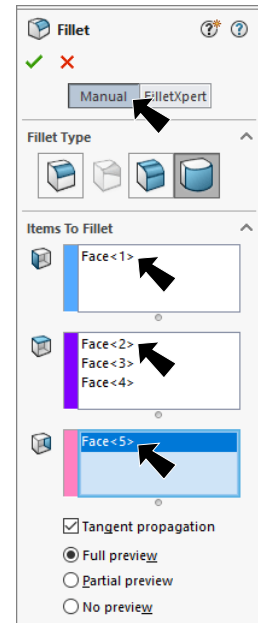 Fillet
Manual FilletXpert
Fillet Type
Items To Fillet
Face<1>
Face<2>
Face<3>
Face<4>
Face<5>
Tangent propagation
Full preview
Partial preview
No preview